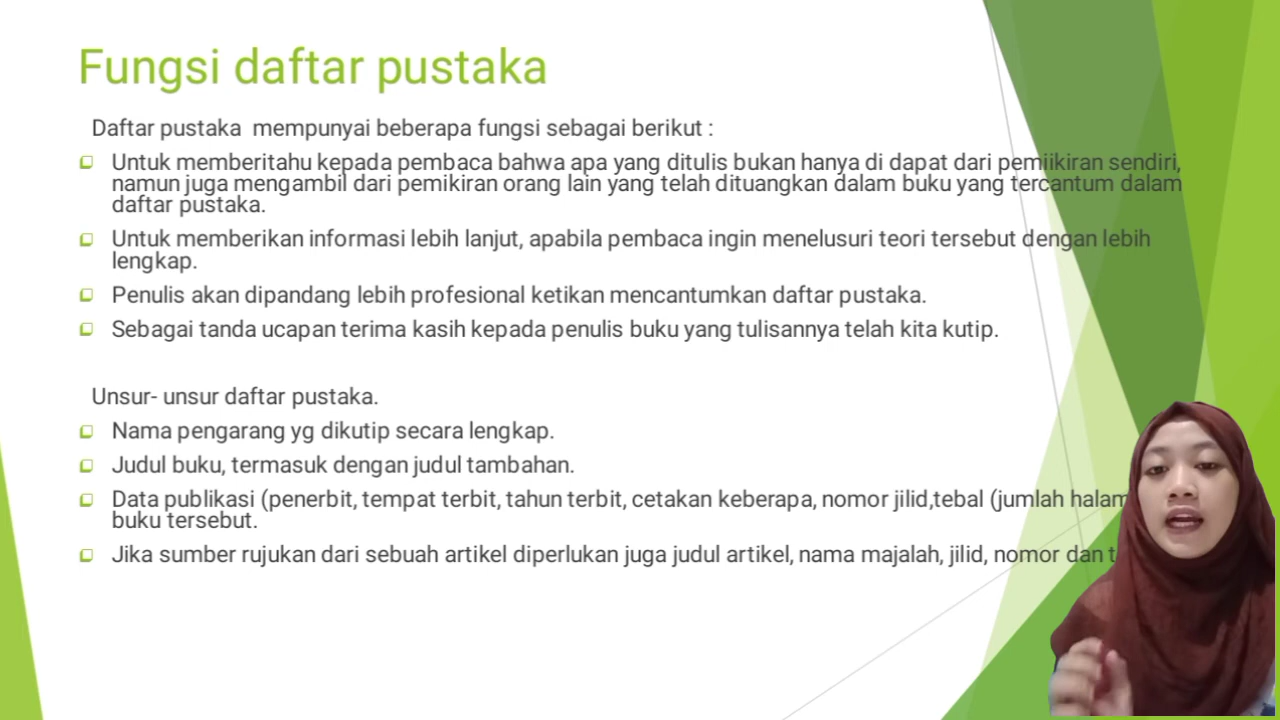 Fungsi daftar pustaka
Daftar pustaka mempunyai beberapa fungsi sebagai berikut :
Untuk memberitahu kepada pembaca bahwa apa yang ditulis bukan hanya di dapat dari pemiikiran sendiri,
namun juga mengambil dari pemikiran orang lain yang telah dituangkan dalam buku yang tercantum dalam
daftar pustaka.
Untuk memberikan informasi lebih lanjut, apabila pembaca ingin menelusuri teori tersebut dengan lebih
lengkap.
Penulis akan dipandang lebih profesional ketikan mencantumkan daftar pustaka.
Sebagai tanda ucapan terima kasih kepada penulis buku yang tulisannya telah kita kutip.
Unsur- unsur daftar pustaka.
Nama pengarang yg dikutip secara lengkap.
Judul buku, termasuk dengan judul tambahan.
Data publikasi (penerbit, tempat terbit, tahun terbit, cetakan keberapa, nomor jilid,tebal (jumlah
buku tersebut.
Jika sumber rujukan dari sebuah artikel diperlukan juga judul artikel, nama majalah, jilid, nomor dan